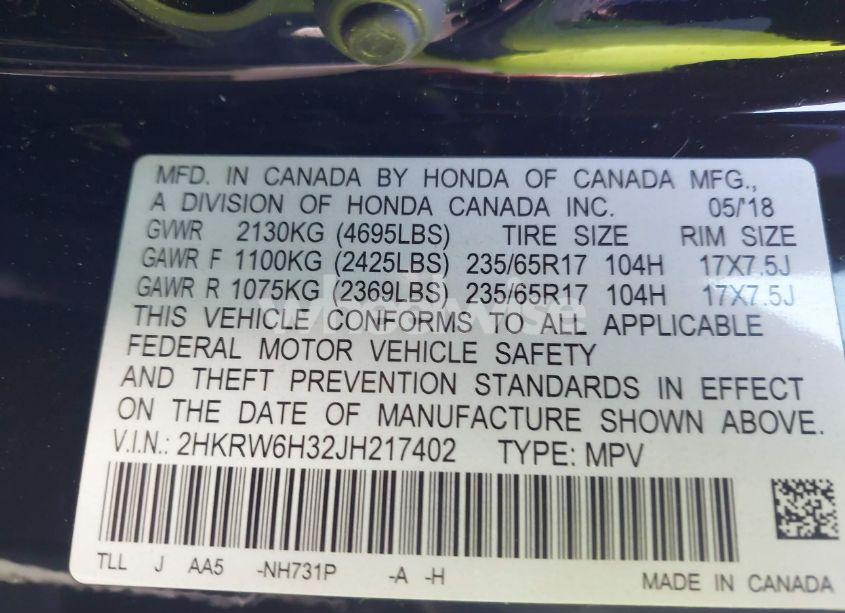 MFD. IN CANADA BY HONDA OF CANADA MFG.,
A DIVISION OF HONDA CANADA INC. 05/'18
GVWR 2130KG (4695LBS) TIRE SIZE RIM SIZE
GAWR F 1100KG (2425LBS) 235/65R17 104H 17X7.5J
GAWR R 1075KG (2369LBS) 235/65R17 104H 17X7.5J
THIS VEHICLE CONFORMS TO ALL APPLICABLE
FEDERAL MOTOR VEHICLE SAFETY
AND THEFT PREVENTION STANDARDS IN EFFECT
ON THE DATE OF MANUFACTURE SHOWN ABOVE.
V.I.N.: 2HKRW6H32JH217402 TYPE: MPV
TLL J AA5 -NH731P -A -H
MADE IN CANADA